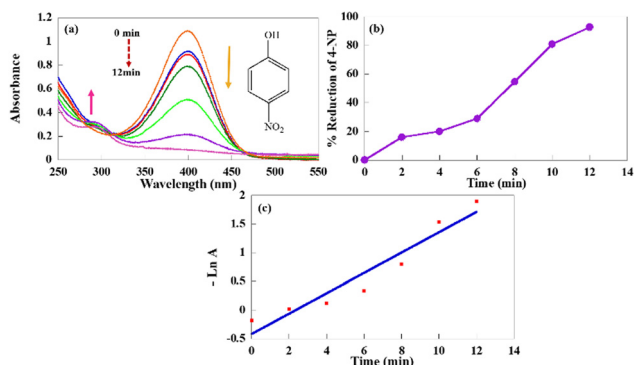 (a)
0 min
12min
OH
NO2
Absorbance
1.2
1
0.8
0.6
0.4
0.2
0
250 300 350 400 450 500 550
Wavelength (nm)
(b)
% Reduction of 4-NP
100
80
60
40
20
0
0 2 4 6 8 10 12 14
Time (min)
(c)
- Ln A
2
1.5
1
0.5
0
-0.5
0 2 4 6 8 10 12 14
Time (min)